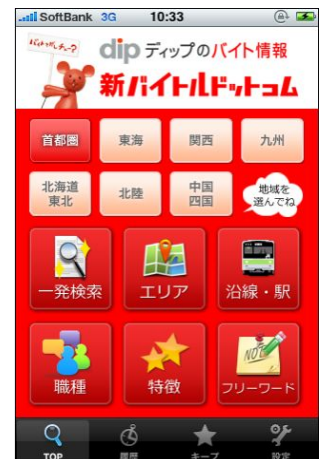 SoftBank 3G 10:33
バイトルしチュ～?
dip ディップのバイト情報
新バイトルドットコム
首都圏 東海 関西 九州
北海道
東北
北陸
中国
四国
地域を
選んでね
一発検索 エリア 沿線・駅
NOTE
職種 特徴 フリーワード
TOP 履歴 キープ 設定